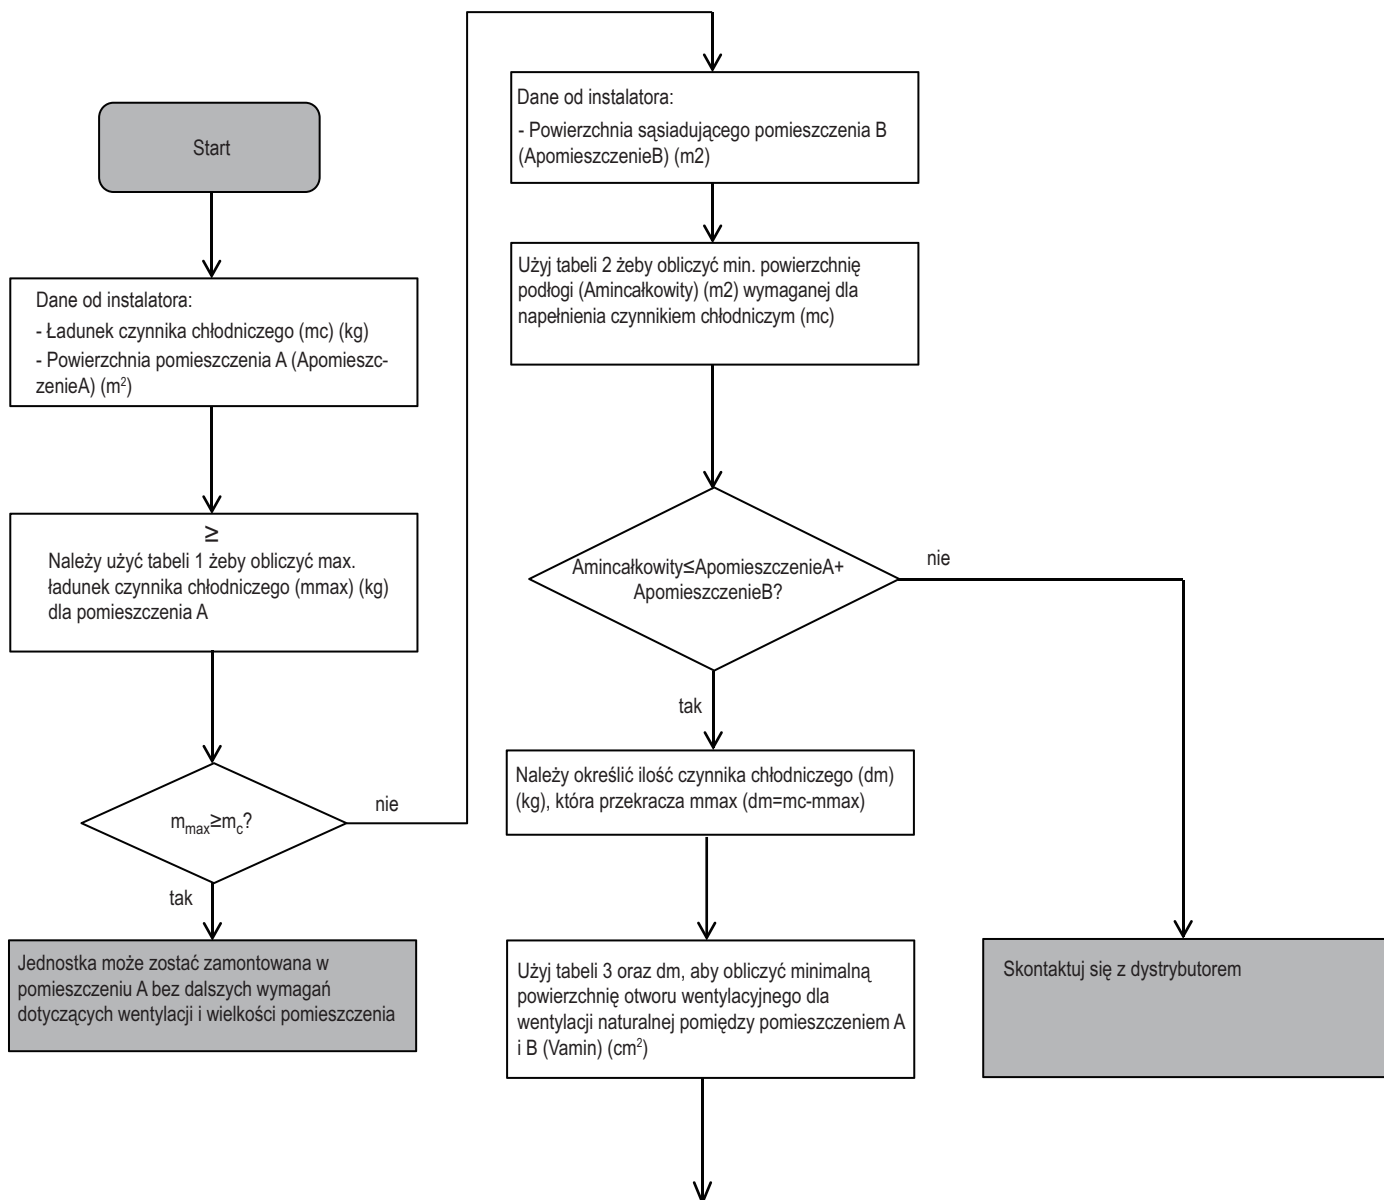 Start
Dane od instalatora:
- Ładunek czynnika chłodniczego (mc) (kg)
- Powierzchnia pomieszczenia A (Apomieszc-
zenieA) (m²)
≥
Należy użyć tabeli 1 żeby obliczyć max.
ładunek czynnika chłodniczego (mmax) (kg)
dla pomieszczenia A
mmax≥mc?
nie
tak
Jednostka może zostać zamontowana w
pomieszczeniu A bez dalszych wymagań
dotyczących wentylacji i wielkości pomieszczenia
Dane od instalatora:
- Powierzchnia sąsiadującego pomieszczenia B
(ApomieszczenieB) (m2)
Użyj tabeli 2 żeby obliczyć min. powierzchnię
podłogi (Amincałkowity) (m2) wymaganej dla
napełnienia czynnikiem chłodniczym (mc)
Amincałkowity≤ApomieszczenieA+
ApomieszczenieB?
nie
tak
Należy określić ilość czynnika chłodniczego (dm)
(kg), która przekracza mmax (dm=mc-mmax)
Użyj tabeli 3 oraz dm, aby obliczyć minimalną
powierzchnię otworu wentylacyjnego dla
wentylacji naturalnej pomiędzy pomieszczeniem A
i B (Vamin) (cm²)
Skontaktuj się z dystrybutorem